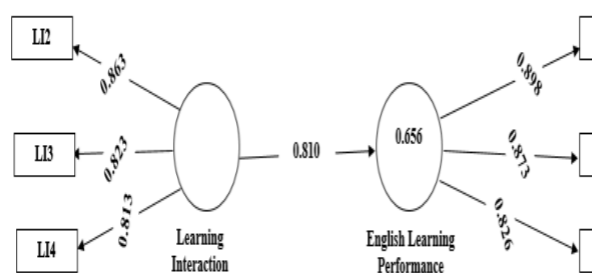 LI2
0.863
0.898
LI3
0.823
0.810
0.656
0.873
0.813
0.826
LI4
Learning
Interaction
English Learning
Performance